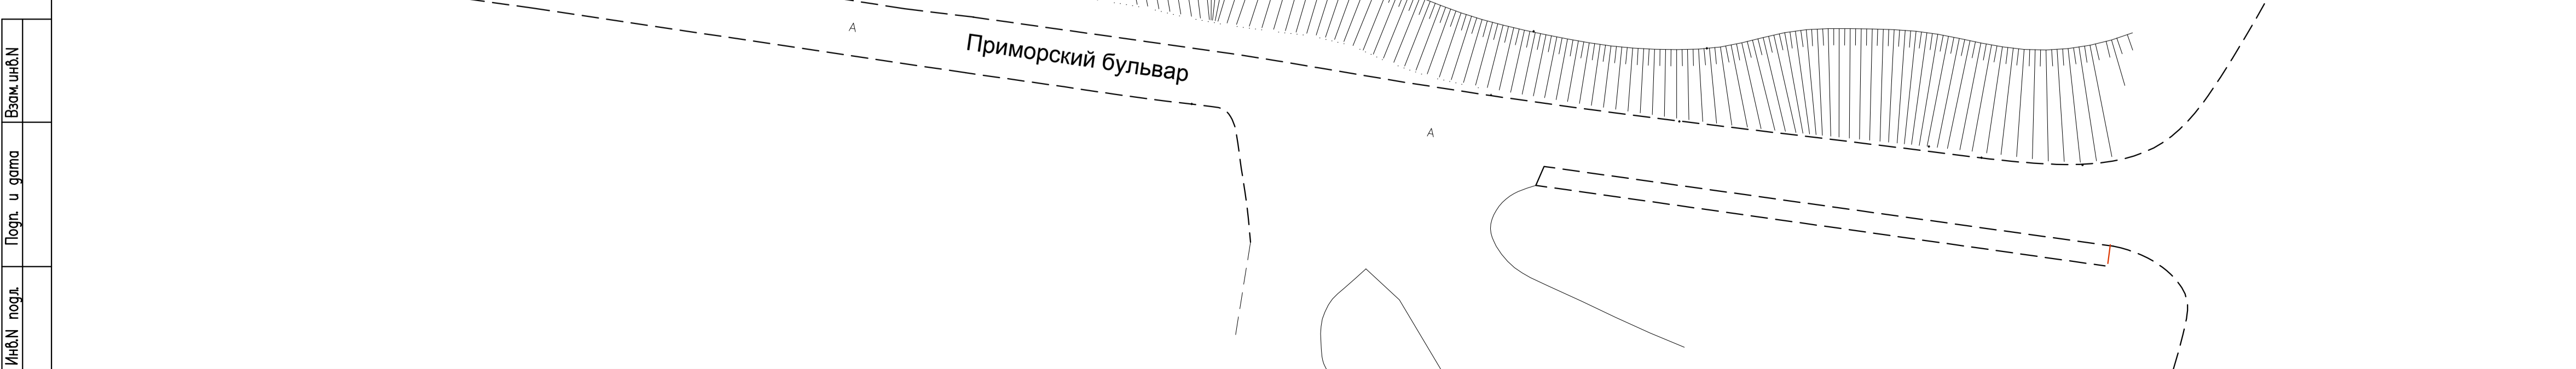 А
Приморский бульвар
А
Взам.инв.N
Подп. и дата
Инв.N подл.